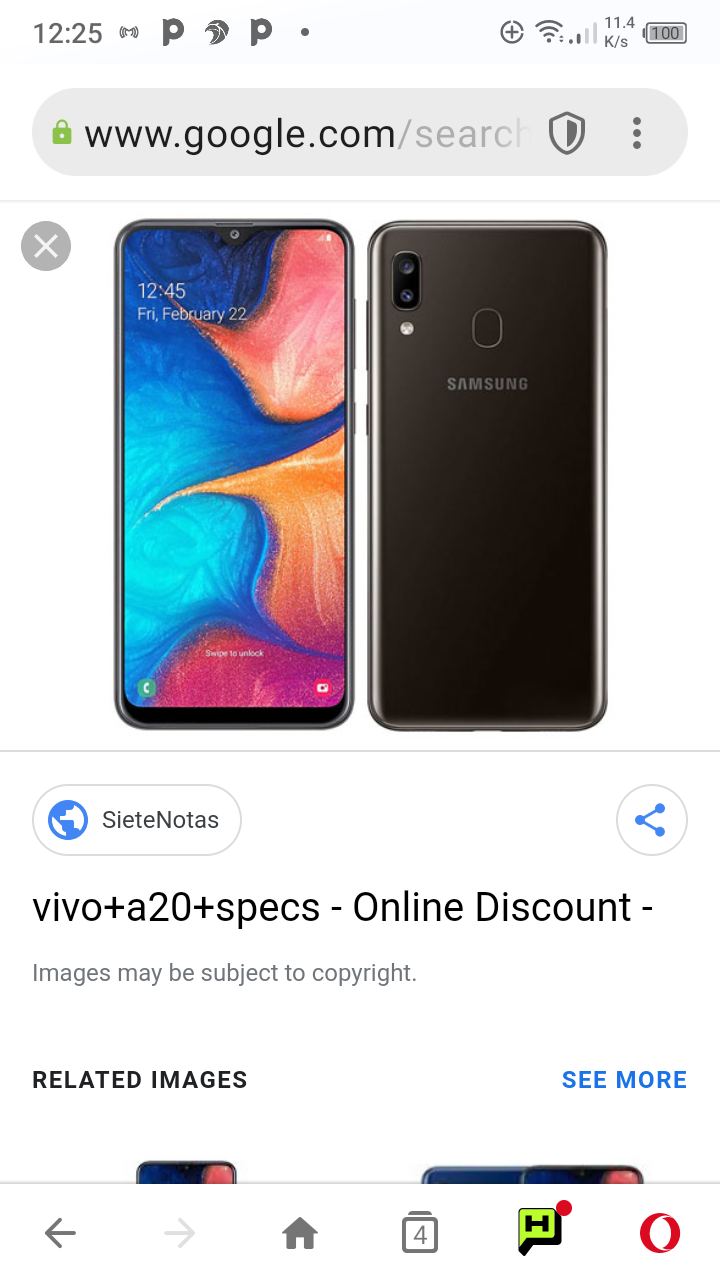 12:25
11.4
K/s
100
www.google.com/search
12:45
Fri, February 22
SAMSUNG
Swipe to unlock
SieteNotas
vivo+a20+specs - Online Discount -
Images may be subject to copyright.
RELATED IMAGES
SEE MORE
4
H